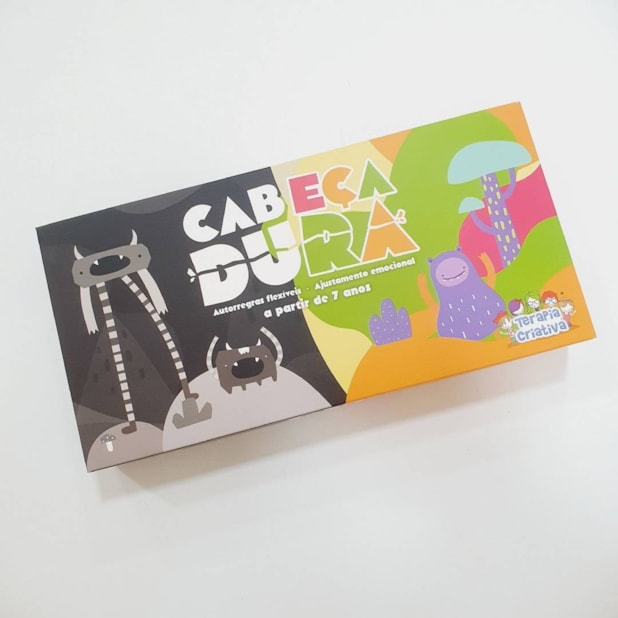 CABEÇA
DURA
Autorregras flexíveis - Ajustamento emocional
a partir de 7 anos
Terapia
Criativa